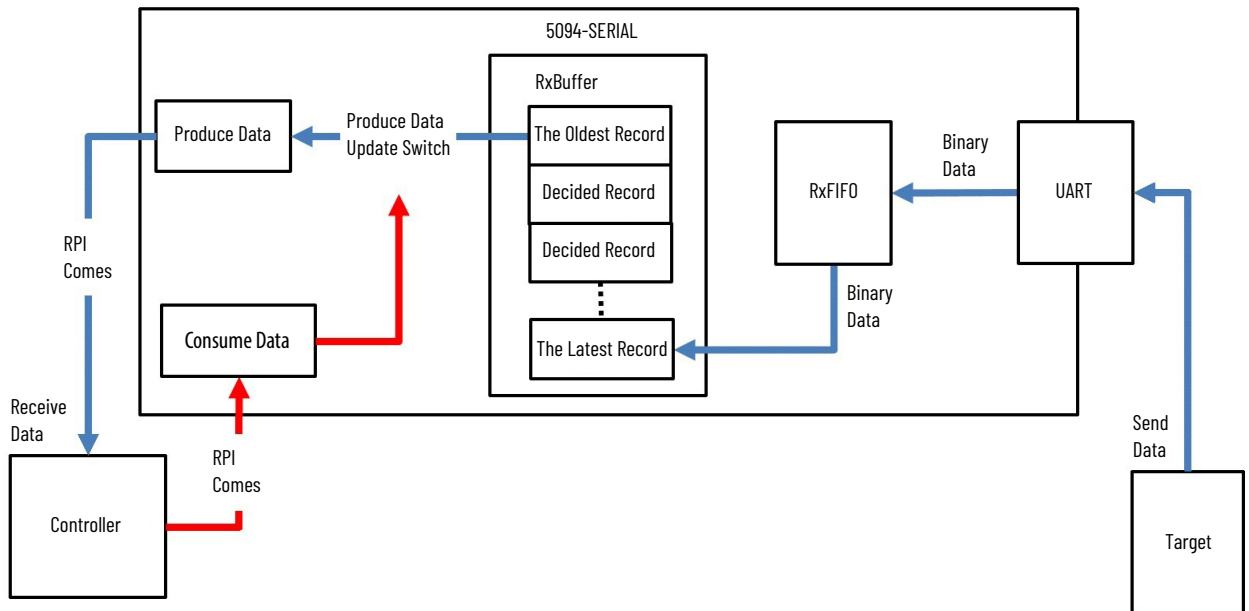 5094-SERIAL
RxBuffer
Produce Data
Produce Data
Update Switch
The Oldest Record
Decided Record
Decided Record
The Latest Record
RxFIFO
Binary
Data
UART
Binary
Data
RPI
Comes
Consume Data
Receive
Data
RPI
Comes
Controller
Send
Data
Target